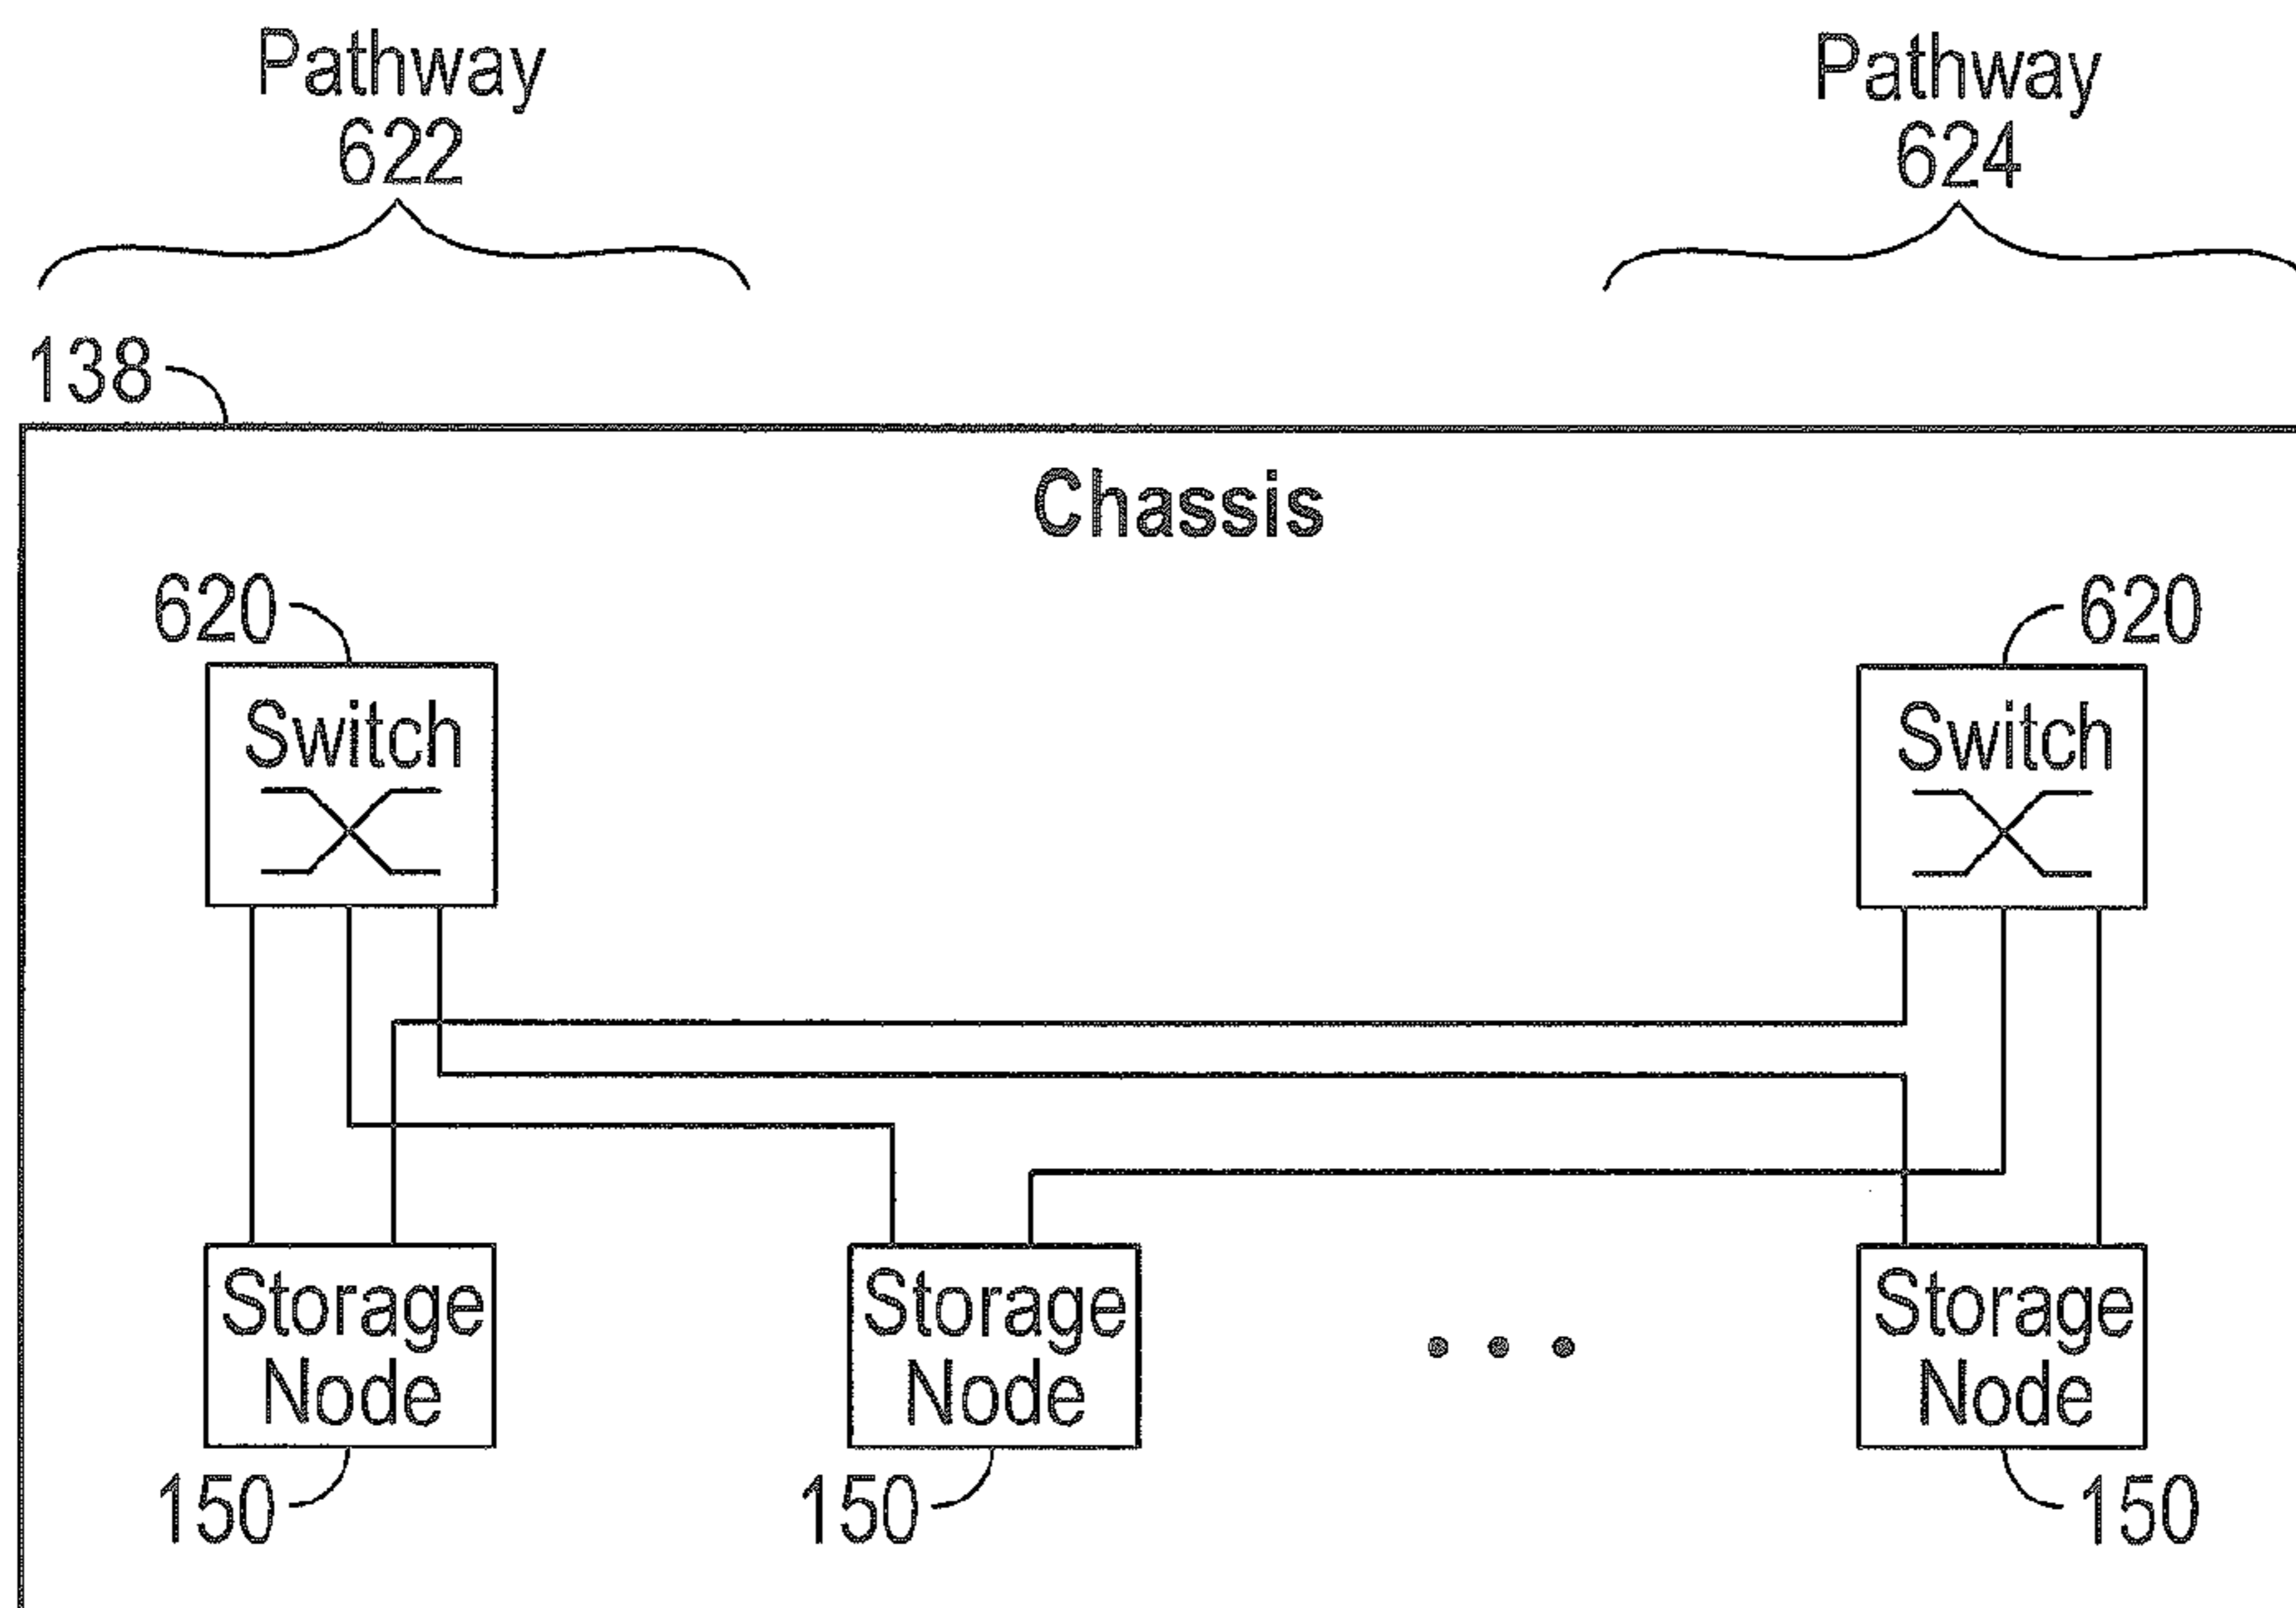 Pathway
622
Pathway
624
138
Chassis
620
620
Switch
Switch
Storage
Node
Storage
Node
Storage
Node
150
150
150